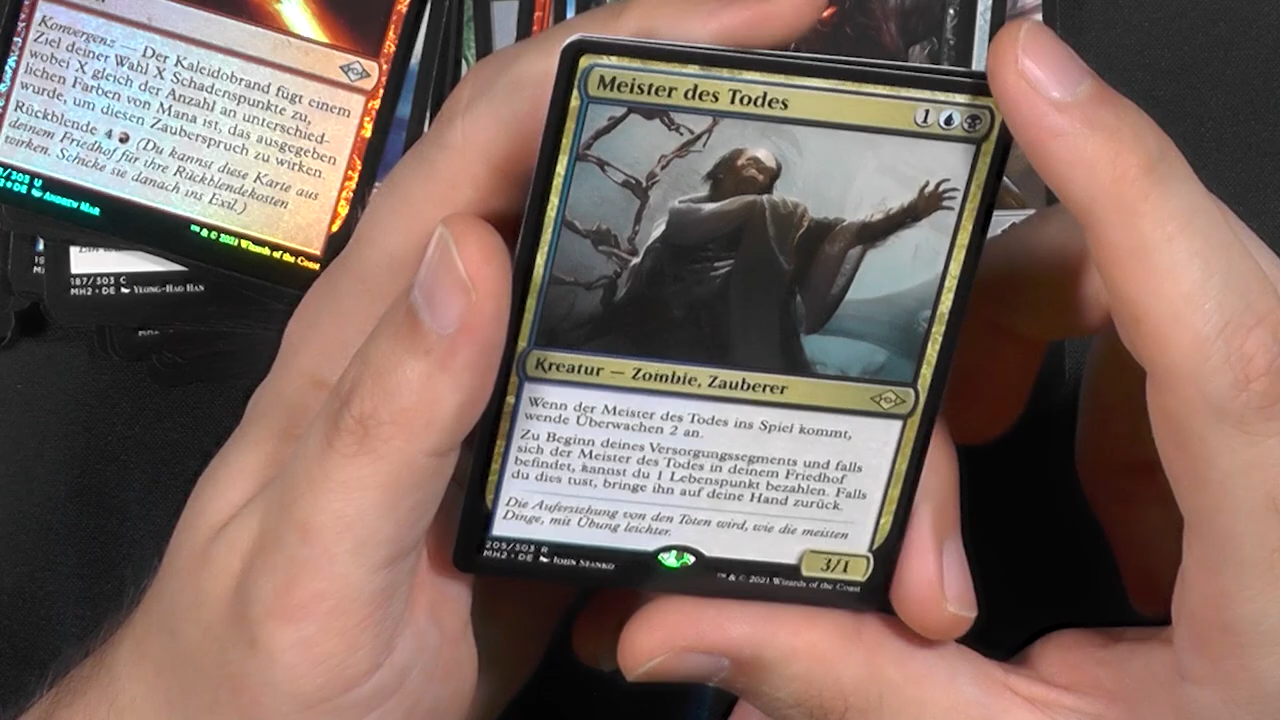 Konvergenz — Der Kaleidobrand fügt einem
Ziel deiner Wahl X Schadenspunkte zu,
wobei X gleich der Anzahl an unterschied-
lichen Farben von Mana ist, das ausgegeben
wurde, um diesen Zauberspruch zu wirken.
Rückblende 4 (Du kannst diese Karte aus
deinem Friedhof für ihre Rückblendekosten
wirken. Schicke sie danach ins Exil.)
/303 U
DE ANDREW MAR
™ & © 2021 Wizards of the Coast
187/303 C
MH2 • DE YEONG-HAO HAN
Meister des Todes
1
Kreatur — Zombie, Zauberer
Wenn der Meister des Todes ins Spiel kommt,
wende Überwachen 2 an.
Zu Beginn deines Versorgungssegments und falls
sich der Meister des Todes in deinem Friedhof
befindet, kannst du 1 Lebenspunkt bezahlen. Falls
du dies tust, bringe ihn auf deine Hand zurück.
Die Auferstehung von den Toten wird, wie die meisten
Dinge, mit Übung leichter.
3/1
205/303 R
MH2 • DE JOHN STANKO
™ & © 2021 Wizards of the Coast